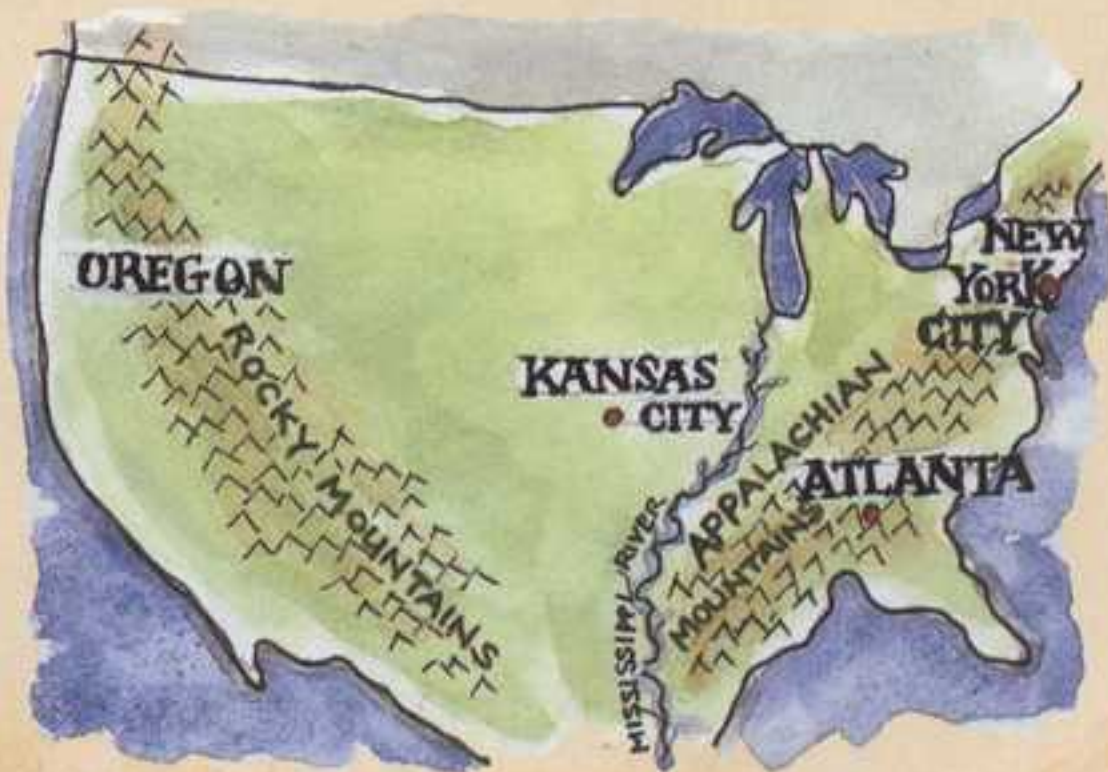 OREGON
ROCKY MOUNTAINS
KANSAS
CITY
MISSISSIPPI RIVER
APPALACHIAN
MOUNTAINS
ATLANTA
NEW
YORK
CITY